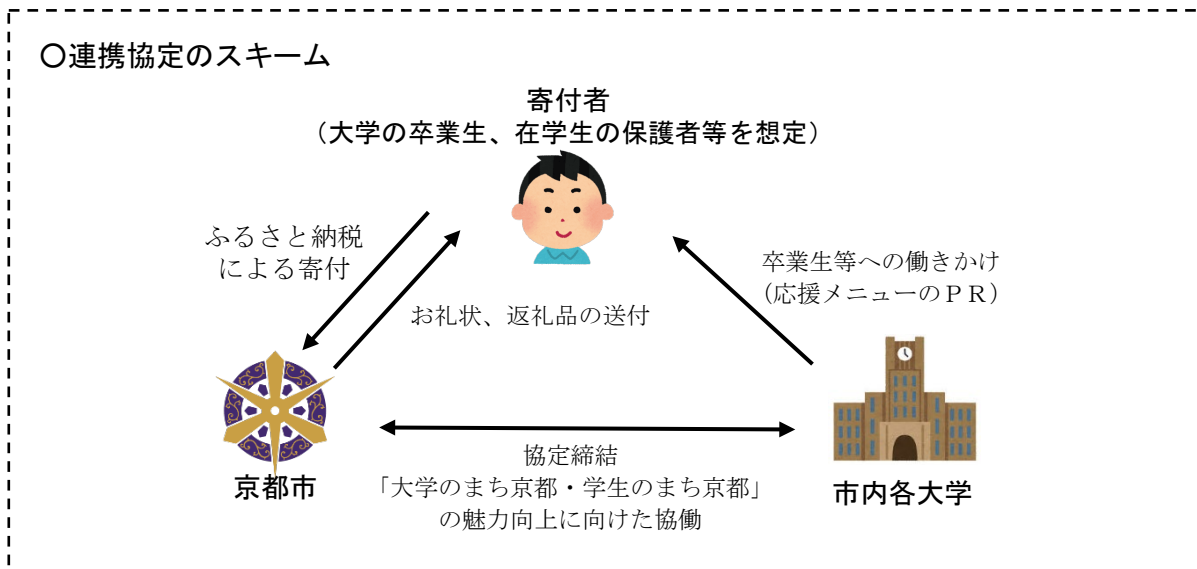 〇連携協定のスキーム
寄付者
（大学の卒業生、在学生の保護者等を想定）
ふるさと納税
による寄付
お礼状、返礼品の送付
卒業生等への働きかけ
（応援メニューのＰＲ）
京都市
協定締結
「大学のまち京都・学生のまち京都」
の魅力向上に向けた協働
市内各大学